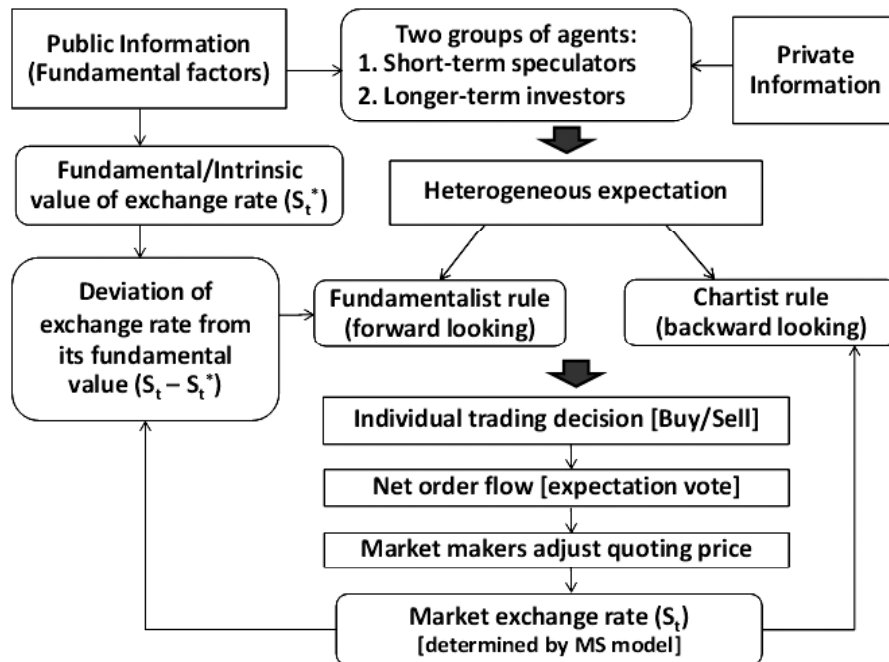 Public Information
(Fundamental factors)
Two groups of agents:
1. Short-term speculators
2. Longer-term investors
Private
Information
Fundamental/Intrinsic
value of exchange rate (Sₜ*)
Heterogeneous expectation
Deviation of
exchange rate from
its fundamental
value (Sₜ – Sₜ*)
Fundamentalist rule
(forward looking)
Chartist rule
(backward looking)
Individual trading decision [Buy/Sell]
Net order flow [expectation vote]
Market makers adjust quoting price
Market exchange rate (Sₜ)
[determined by MS model]